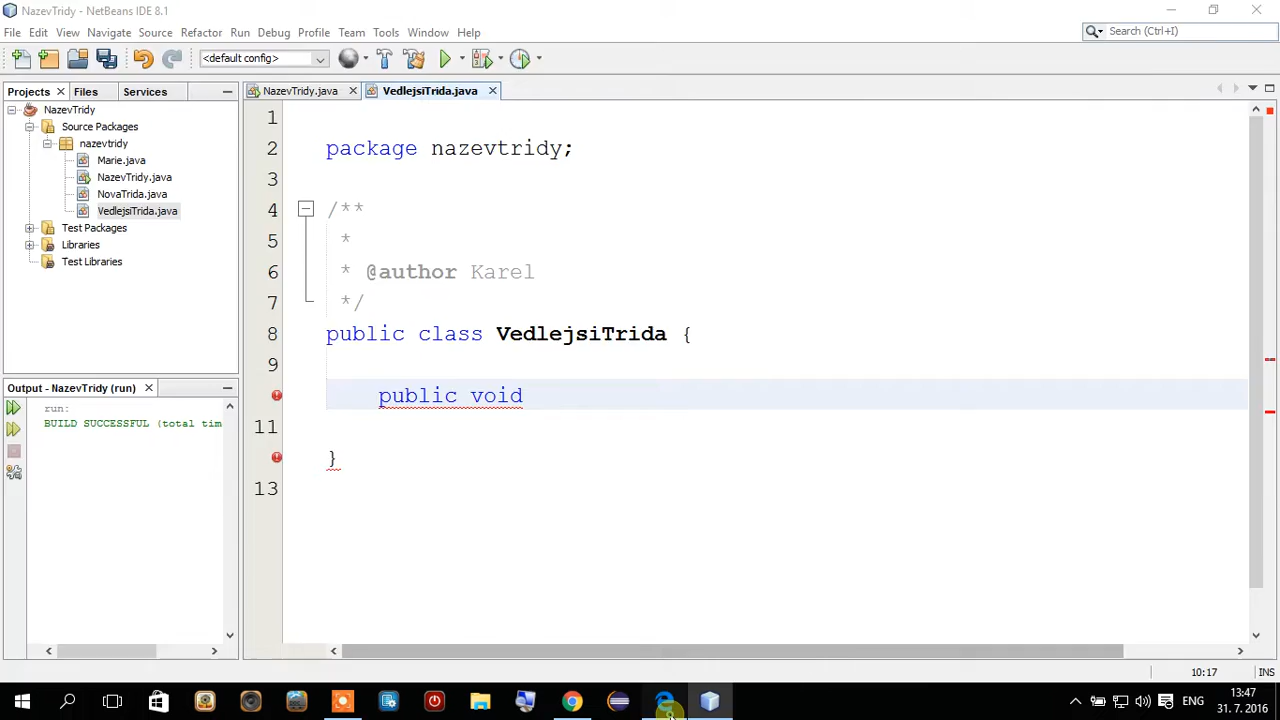 NazevTridy - NetBeans IDE 8.1
File Edit View Navigate Source Refactor Run Debug Profile Team Tools Window Help
Search (Ctrl+I)
<default config>
Projects Files Services
NazevTridy.java VedlejsiTrida.java
NazevTridy
Source Packages
nazevtridy
Marie.java
NazevTridy.java
NovaTrida.java
VedlejsiTrida.java
Test Packages
Libraries
Test Libraries
1
2 package nazevtridy;
3
4 /**
5 *
6 * @author Karel
7 */
8 public class VedlejsiTrida {
9
public void
11
}
13
Output - NazevTridy (run)
run:
BUILD SUCCESSFUL (total tim
10:17 INS
ENG
13:47
31. 7. 2016